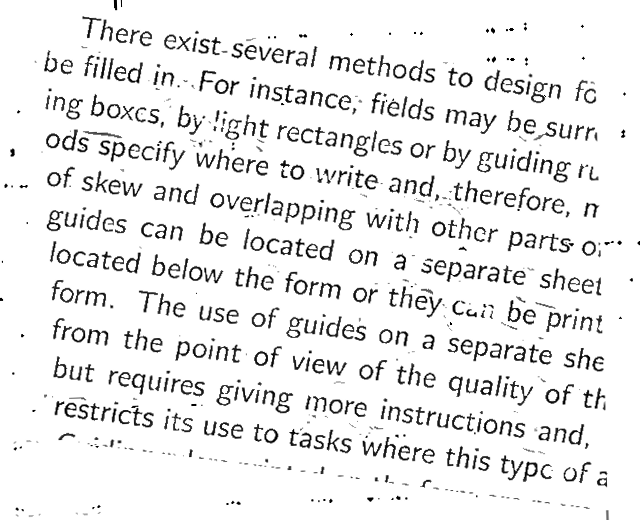 There exist several methods to design fo
be filled in. For instance, fields may be surr
ing boxes, by light rectangles or by guiding ru
ods specify where to write and, therefore, m
of skew and overlapping with other parts o
guides can be located on a separate sheet
located below the form or they can be print
form. The use of guides on a separate she
from the point of view of the quality of th
but requires giving more instructions and,
restricts its use to tasks where this type of a